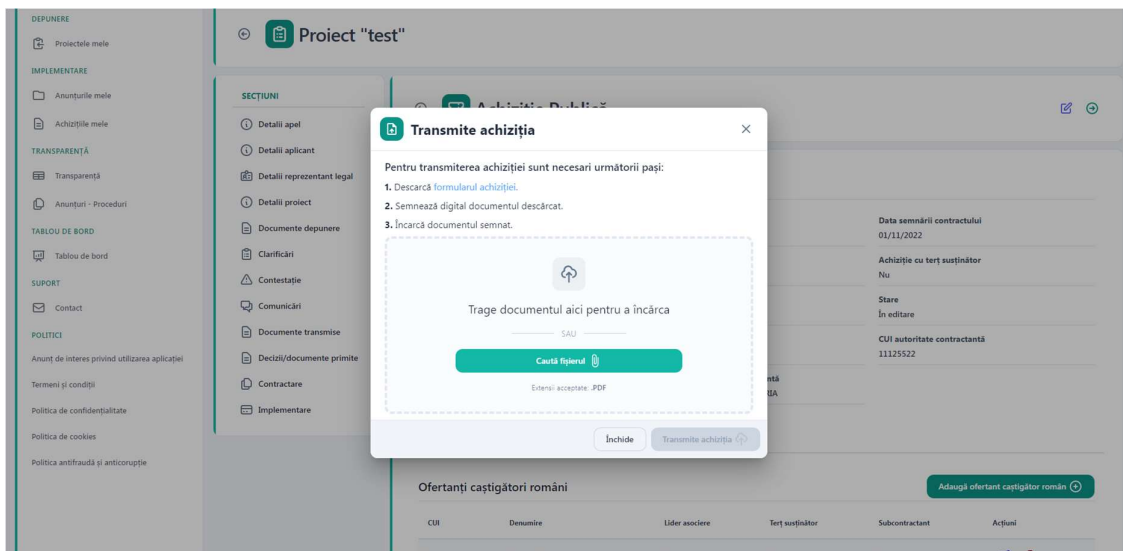 DEPUNERE
Proiectele mele
IMPLEMENTARE
Anunțurile mele
Achizițiile mele
TRANSPARENȚĂ
Transparență
Anunțuri - Proceduri
TABLOU DE BORD
Tablou de bord
SUPORT
Contact
POLITICI
Anunț de interes privind utilizarea aplicației
Termeni și condiții
Politica de confidențialitate
Politica de cookies
Politica antifraudă și anticorupție
Proiect "test"
SECȚIUNI
Detalii apel
Detalii aplicant
Detalii reprezentant legal
Detalii proiect
Documente depunere
Clarificări
Contestație
Comunicări
Documente transmise
Decizii/documente primite
Contractare
Implementare
Achiziție Publică
Transmite achiziția
Pentru transmiterea achiziției sunt necesari următorii pași:
1. Descarcă formularul achiziției.
2. Semnează digital documentul descărcat.
3. Încarcă documentul semnat.
Trage documentul aici pentru a încărca
SAU
Caută fișierul
Extensii acceptate: .PDF
Închide
Transmite achiziția
Data semnării contractului
01/11/2022
Achiziție cu terț susținător
Nu
Stare
În editare
CUI autoritate contractantă
11125522
Ofertanți caștigători români
Adaugă ofertant caștigător român
CUI Denumire Lider asociere Terț susținător Subcontractant Acțiuni